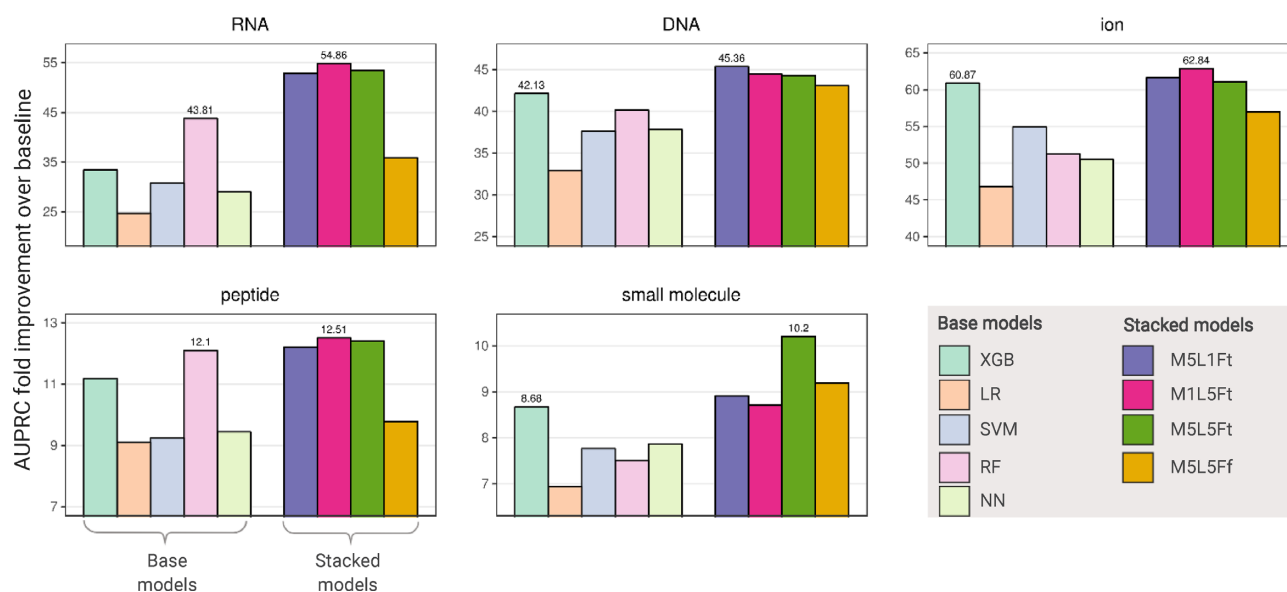 RNA
DNA
ion
AUPRC fold improvement over baseline
55
45
35
25
43.81
54.86
45
40
35
30
25
42.13
45.36
65
60
55
50
45
40
60.87
62.84
peptide
small molecule
13
11
9
7
12.1
12.51
10
9
8
7
8.68
10.2
Base models
Stacked models
XGB
M5L1Ft
LR
M1L5Ft
SVM
M5L5Ft
RF
M5L5Ff
NN
Base
models
Stacked
models